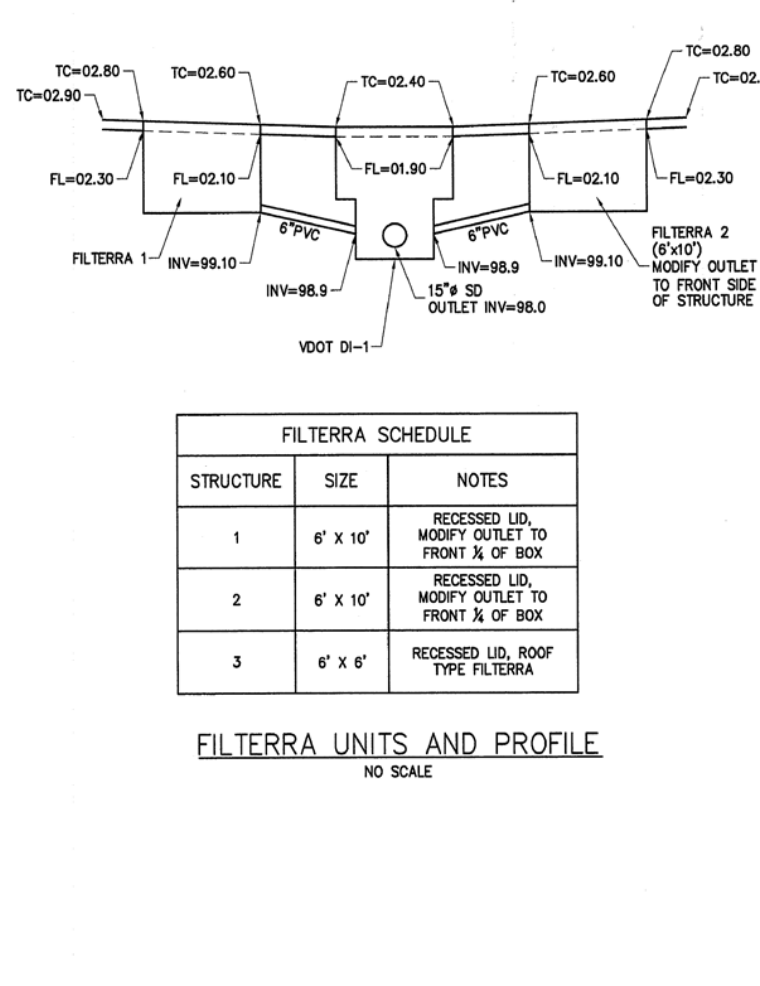 TC=02.80
TC=02.80
TC=02.60
TC=02.40
TC=02.60
TC=02.
TC=02.90
FL=02.30
FL=02.10
FL=01.90
FL=02.10
FL=02.30
6"PVC
6"PVC
FILTERRA 1
INV=99.10
INV=98.9
INV=98.9
INV=99.10
FILTERRA 2
(6'x10')
MODIFY OUTLET
TO FRONT SIDE
OF STRUCTURE
15"ø SD
OUTLET INV=98.0
VDOT DI-1
FILTERRA SCHEDULE
STRUCTURE SIZE NOTES
1 6' X 10' RECESSED LID,
MODIFY OUTLET TO
FRONT ¼ OF BOX
2 6' X 10' RECESSED LID,
MODIFY OUTLET TO
FRONT ¼ OF BOX
3 6' X 6' RECESSED LID, ROOF
TYPE FILTERRA
FILTERRA UNITS AND PROFILE
NO SCALE